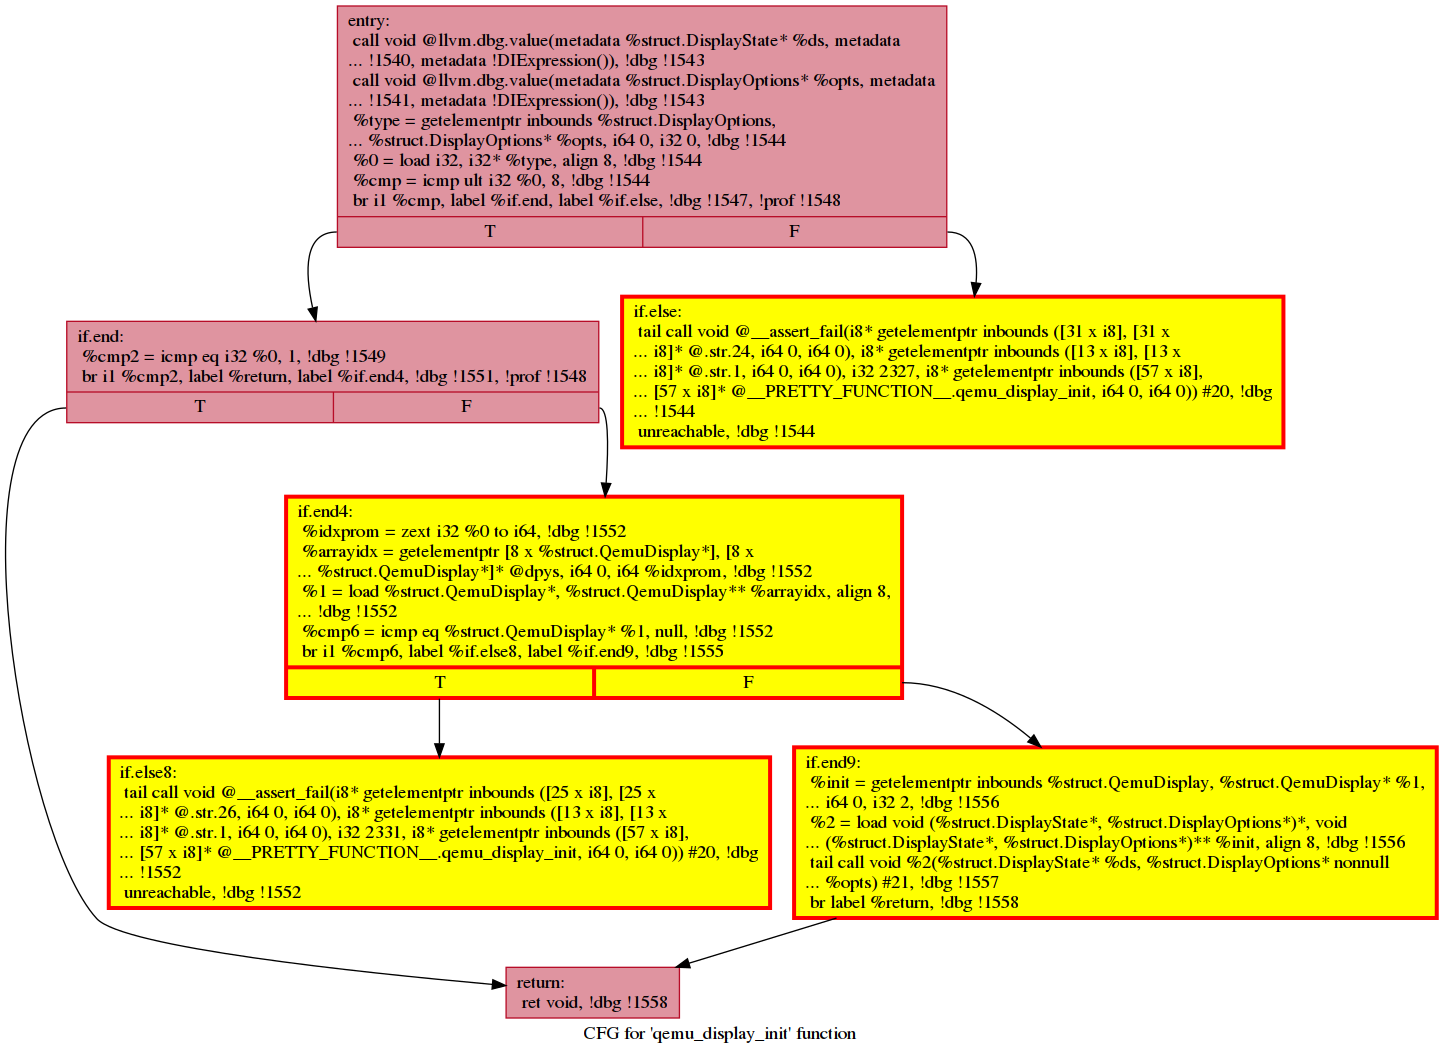 entry:
call void @llvm.dbg.value(metadata %struct.DisplayState* %ds, metadata
... !1540, metadata !DIExpression()), !dbg !1543
call void @llvm.dbg.value(metadata %struct.DisplayOptions* %opts, metadata
... !1541, metadata !DIExpression()), !dbg !1543
%type = getelementptr inbounds %struct.DisplayOptions,
... %struct.DisplayOptions* %opts, i64 0, i32 0, !dbg !1544
%0 = load i32, i32* %type, align 8, !dbg !1544
%cmp = icmp ult i32 %0, 8, !dbg !1544
br i1 %cmp, label %if.end, label %if.else, !dbg !1547, !prof !1548
T F
if.else:
tail call void @__assert_fail(i8* getelementptr inbounds ([31 x i8], [31 x
... i8]* @.str.24, i64 0, i64 0), i8* getelementptr inbounds ([13 x i8], [13 x
... i8]* @.str.1, i64 0, i64 0), i32 2327, i8* getelementptr inbounds ([57 x i8],
... [57 x i8]* @__PRETTY_FUNCTION__.qemu_display_init, i64 0, i64 0)) #20, !dbg
... !1544
unreachable, !dbg !1544
if.end:
%cmp2 = icmp eq i32 %0, 1, !dbg !1549
br i1 %cmp2, label %return, label %if.end4, !dbg !1551, !prof !1548
T F
if.end4:
%idxprom = zext i32 %0 to i64, !dbg !1552
%arrayidx = getelementptr [8 x %struct.QemuDisplay*], [8 x
... %struct.QemuDisplay*]* @dpys, i64 0, i64 %idxprom, !dbg !1552
%1 = load %struct.QemuDisplay*, %struct.QemuDisplay** %arrayidx, align 8,
... !dbg !1552
%cmp6 = icmp eq %struct.QemuDisplay* %1, null, !dbg !1552
br i1 %cmp6, label %if.else8, label %if.end9, !dbg !1555
T F
if.else8:
tail call void @__assert_fail(i8* getelementptr inbounds ([25 x i8], [25 x
... i8]* @.str.26, i64 0, i64 0), i8* getelementptr inbounds ([13 x i8], [13 x
... i8]* @.str.1, i64 0, i64 0), i32 2331, i8* getelementptr inbounds ([57 x i8],
... [57 x i8]* @__PRETTY_FUNCTION__.qemu_display_init, i64 0, i64 0)) #20, !dbg
... !1552
unreachable, !dbg !1552
if.end9:
%init = getelementptr inbounds %struct.QemuDisplay, %struct.QemuDisplay* %1,
... i64 0, i32 2, !dbg !1556
%2 = load void (%struct.DisplayState*, %struct.DisplayOptions*)*, void
... (%struct.DisplayState*, %struct.DisplayOptions*)** %init, align 8, !dbg !1556
tail call void %2(%struct.DisplayState* %ds, %struct.DisplayOptions* nonnull
... %opts) #21, !dbg !1557
br label %return, !dbg !1558
return:
ret void, !dbg !1558
CFG for 'qemu_display_init' function